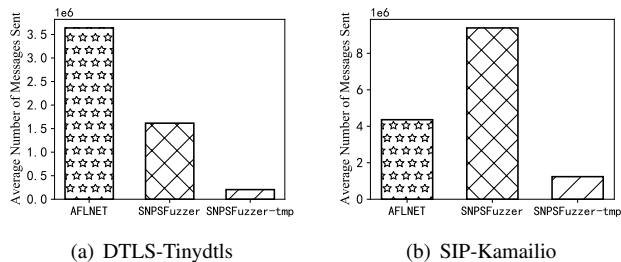 1e6
Average Number of Messages Sent
3.5
3.0
2.5
2.0
1.5
1.0
0.5
0.0
AFLNET SNPSFuzzer SNPSFuzzer-tmp
(a) DTLS-Tinydtls
1e6
Average Number of Messages Sent
8
6
4
2
0
AFLNET SNPSFuzzer SNPSFuzzer-tmp
(b) SIP-Kamailio